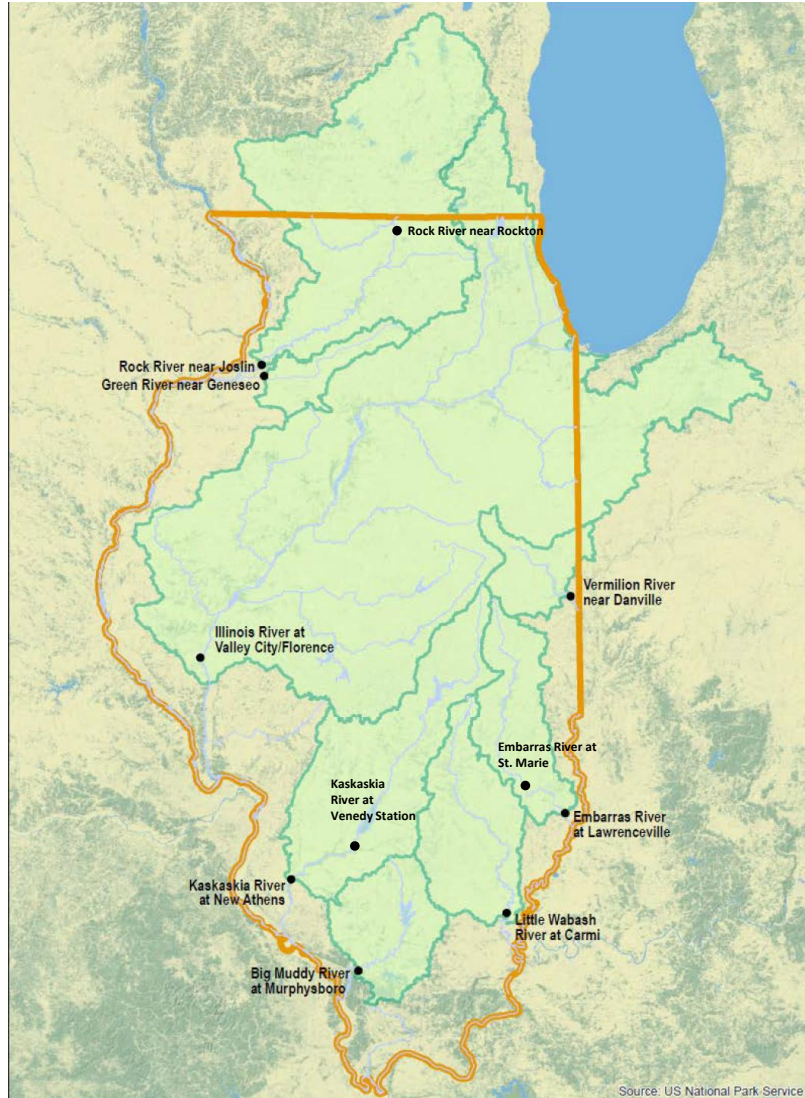 Rock River near Rockton
Rock River near Joslin
Green River near Geneseo
Vermilion River
near Danville
Illinois River at
Valley City/Florence
Embarras River at
St. Marie
Kaskaskia
River at
Venedy Station
Embarras River
at Lawrenceville
Kaskaskia River
at New Athens
Little Wabash
River at Carmi
Big Muddy River
at Murphysboro
Source: US National Park Service